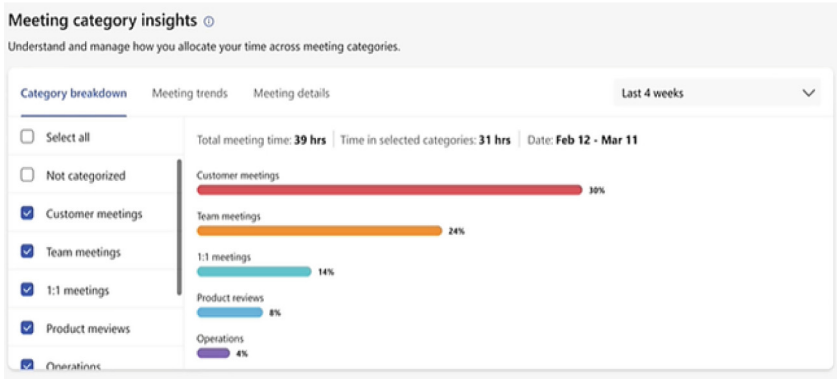 Meeting category insights
Understand and manage how you allocate your time across meeting categories.
Category breakdown Meeting trends Meeting details Last 4 weeks
Select all
Total meeting time: 39 hrs Time in selected categories: 31 hrs Date: Feb 12 - Mar 11
Not categorized
Customer meetings
30%
Customer meetings
Team meetings
24%
Team meetings
1:1 meetings
14%
1:1 meetings
Product reviews
8%
Product meviews
Operations
4%
Operations